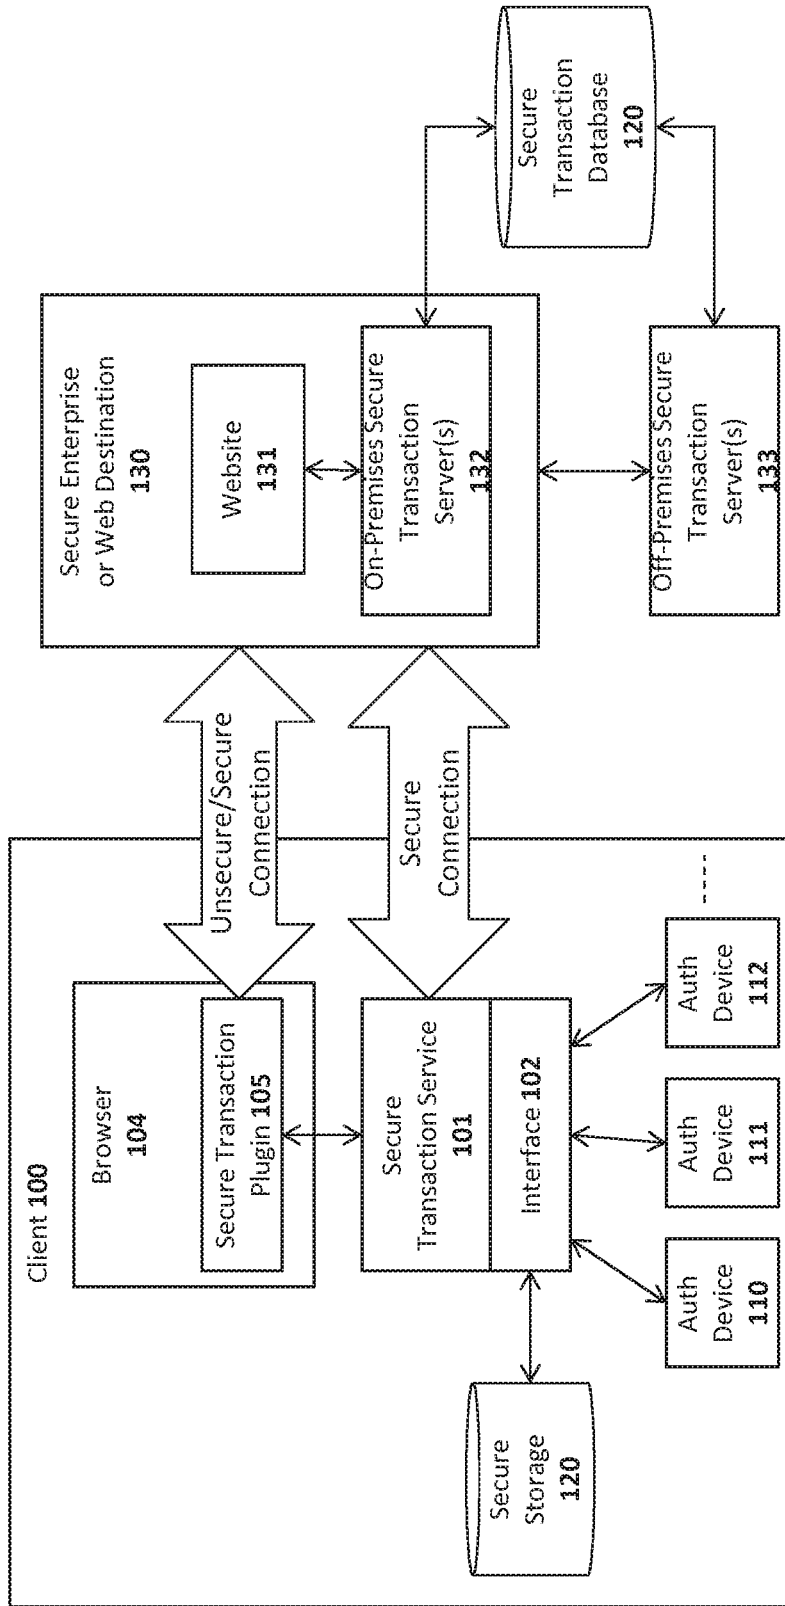 Client 100
Browser
104
Secure Transaction
Plugin 105
Secure
Transaction Service
101
Interface 102
Secure
Storage
120
Auth
Device
110
Auth
Device
111
Auth
Device
112
Unsecure/Secure
Connection
Secure
Connection
Secure Enterprise
or Web Destination
130
Website
131
On-Premises Secure
Transaction
Server(s)
132
Off-Premises Secure
Transaction
Server(s)
133
Secure
Transaction
Database
120